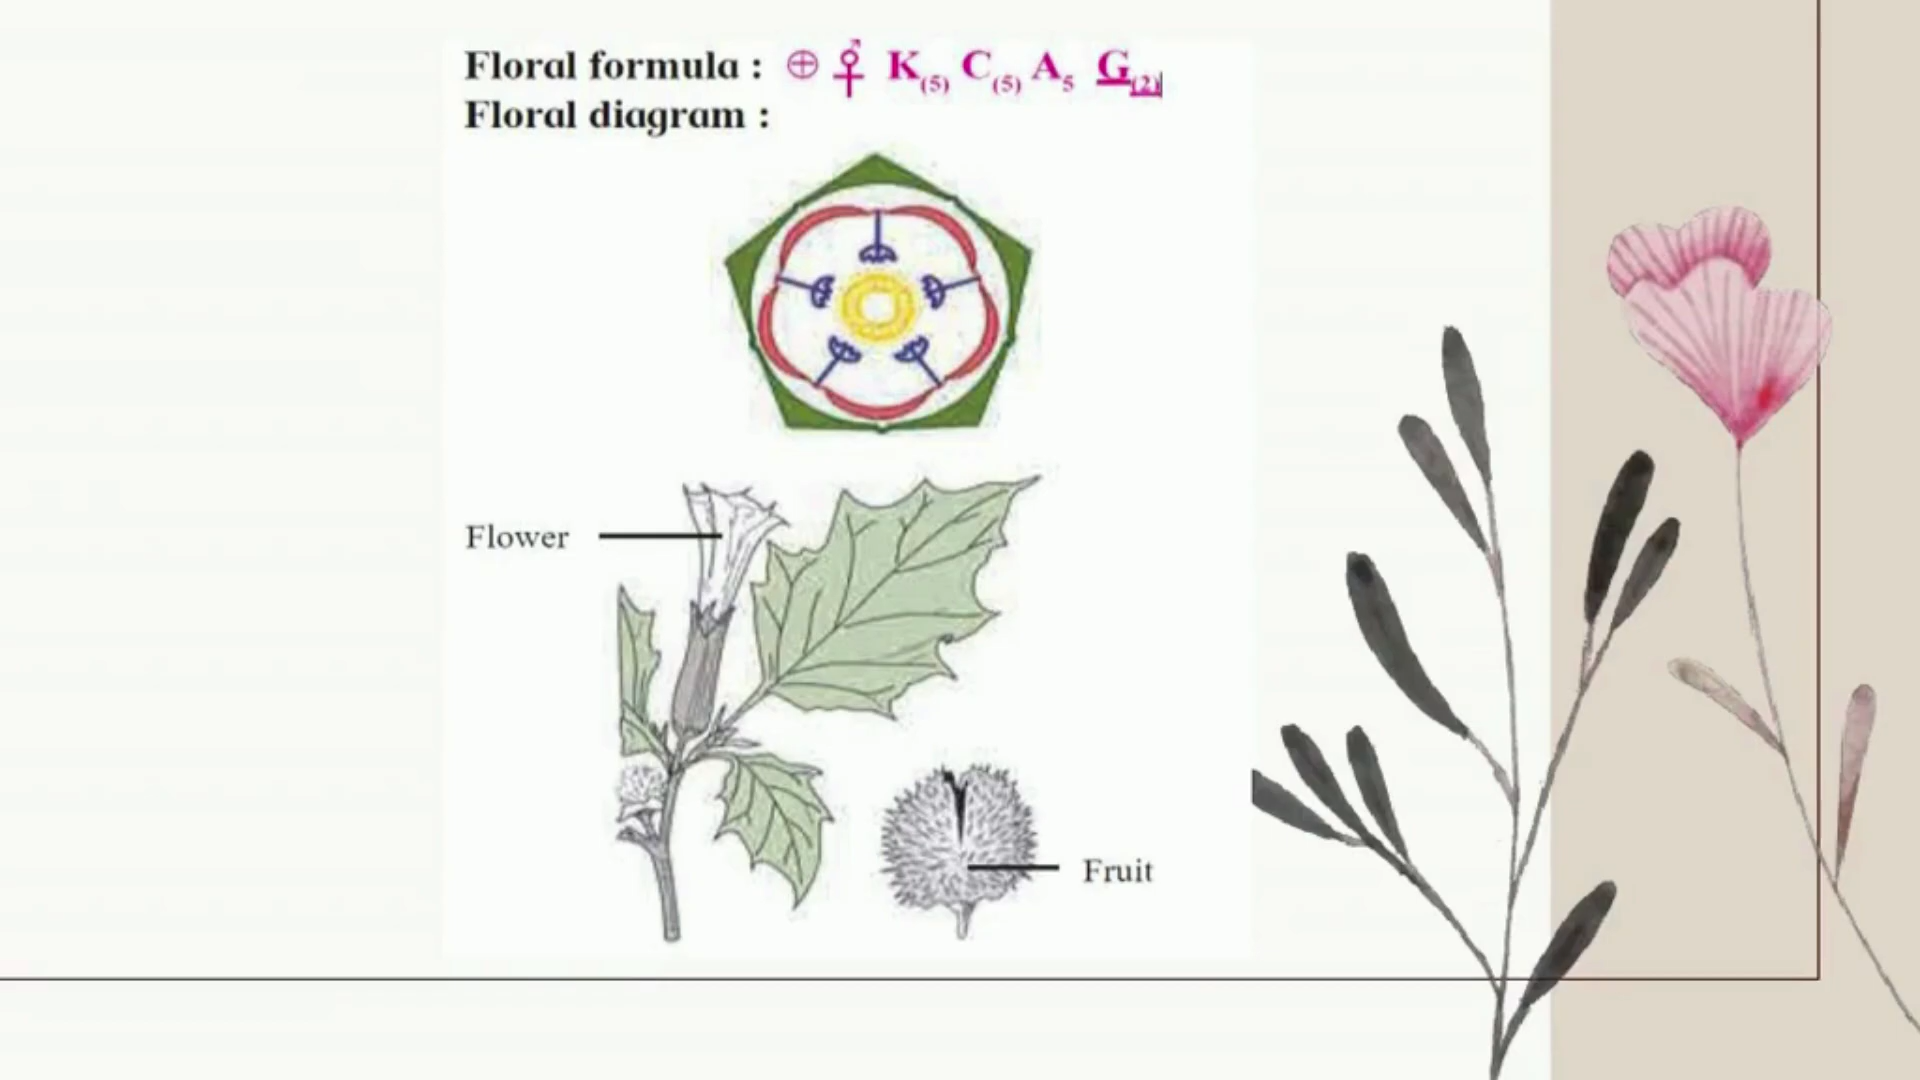 Floral formula : ⊕ ⚥ K₍₅₎ C₍₅₎ A₅ G₍₂₎
Floral diagram :
Flower
Fruit